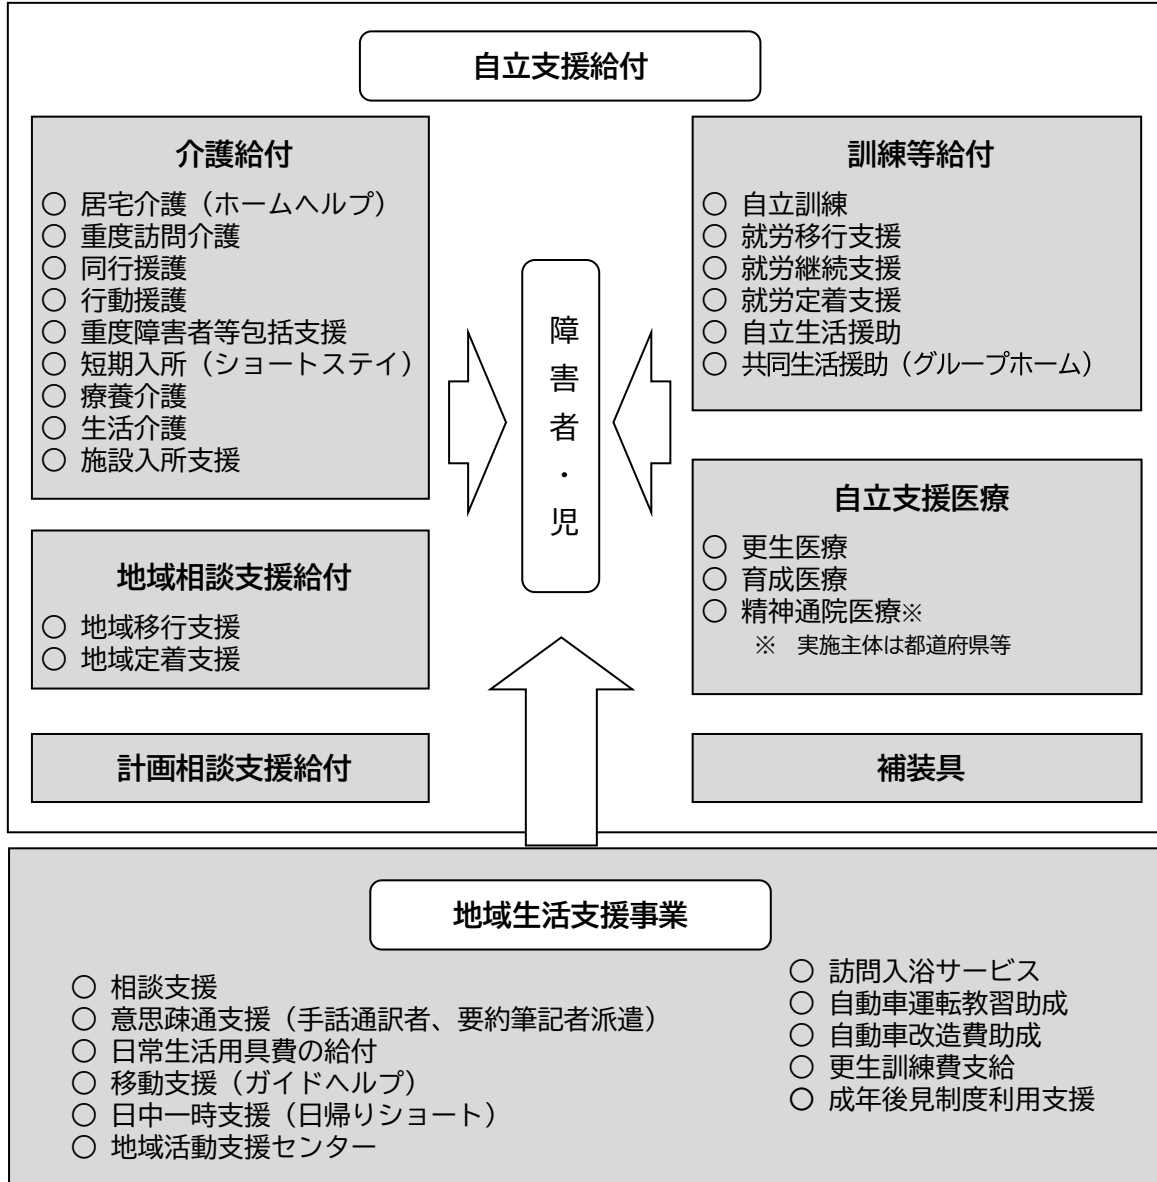 自立支援給付
介護給付
○ 居宅介護（ホームヘルプ）
○ 重度訪問介護
○ 同行援護
○ 行動援護
○ 重度障害者等包括支援
○ 短期入所（ショートステイ）
○ 療養介護
○ 生活介護
○ 施設入所支援
地域相談支援給付
○ 地域移行支援
○ 地域定着支援
計画相談支援給付
障害者・児
訓練等給付
○ 自立訓練
○ 就労移行支援
○ 就労継続支援
○ 就労定着支援
○ 自立生活援助
○ 共同生活援助（グループホーム）
自立支援医療
○ 更生医療
○ 育成医療
○ 精神通院医療※
※　実施主体は都道府県等
補装具
地域生活支援事業
○ 相談支援
○ 意思疎通支援（手話通訳者、要約筆記者派遣）
○ 日常生活用具費の給付
○ 移動支援（ガイドヘルプ）
○ 日中一時支援（日帰りショート）
○ 地域活動支援センター
○ 訪問入浴サービス
○ 自動車運転教習助成
○ 自動車改造費助成
○ 更生訓練費支給
○ 成年後見制度利用支援